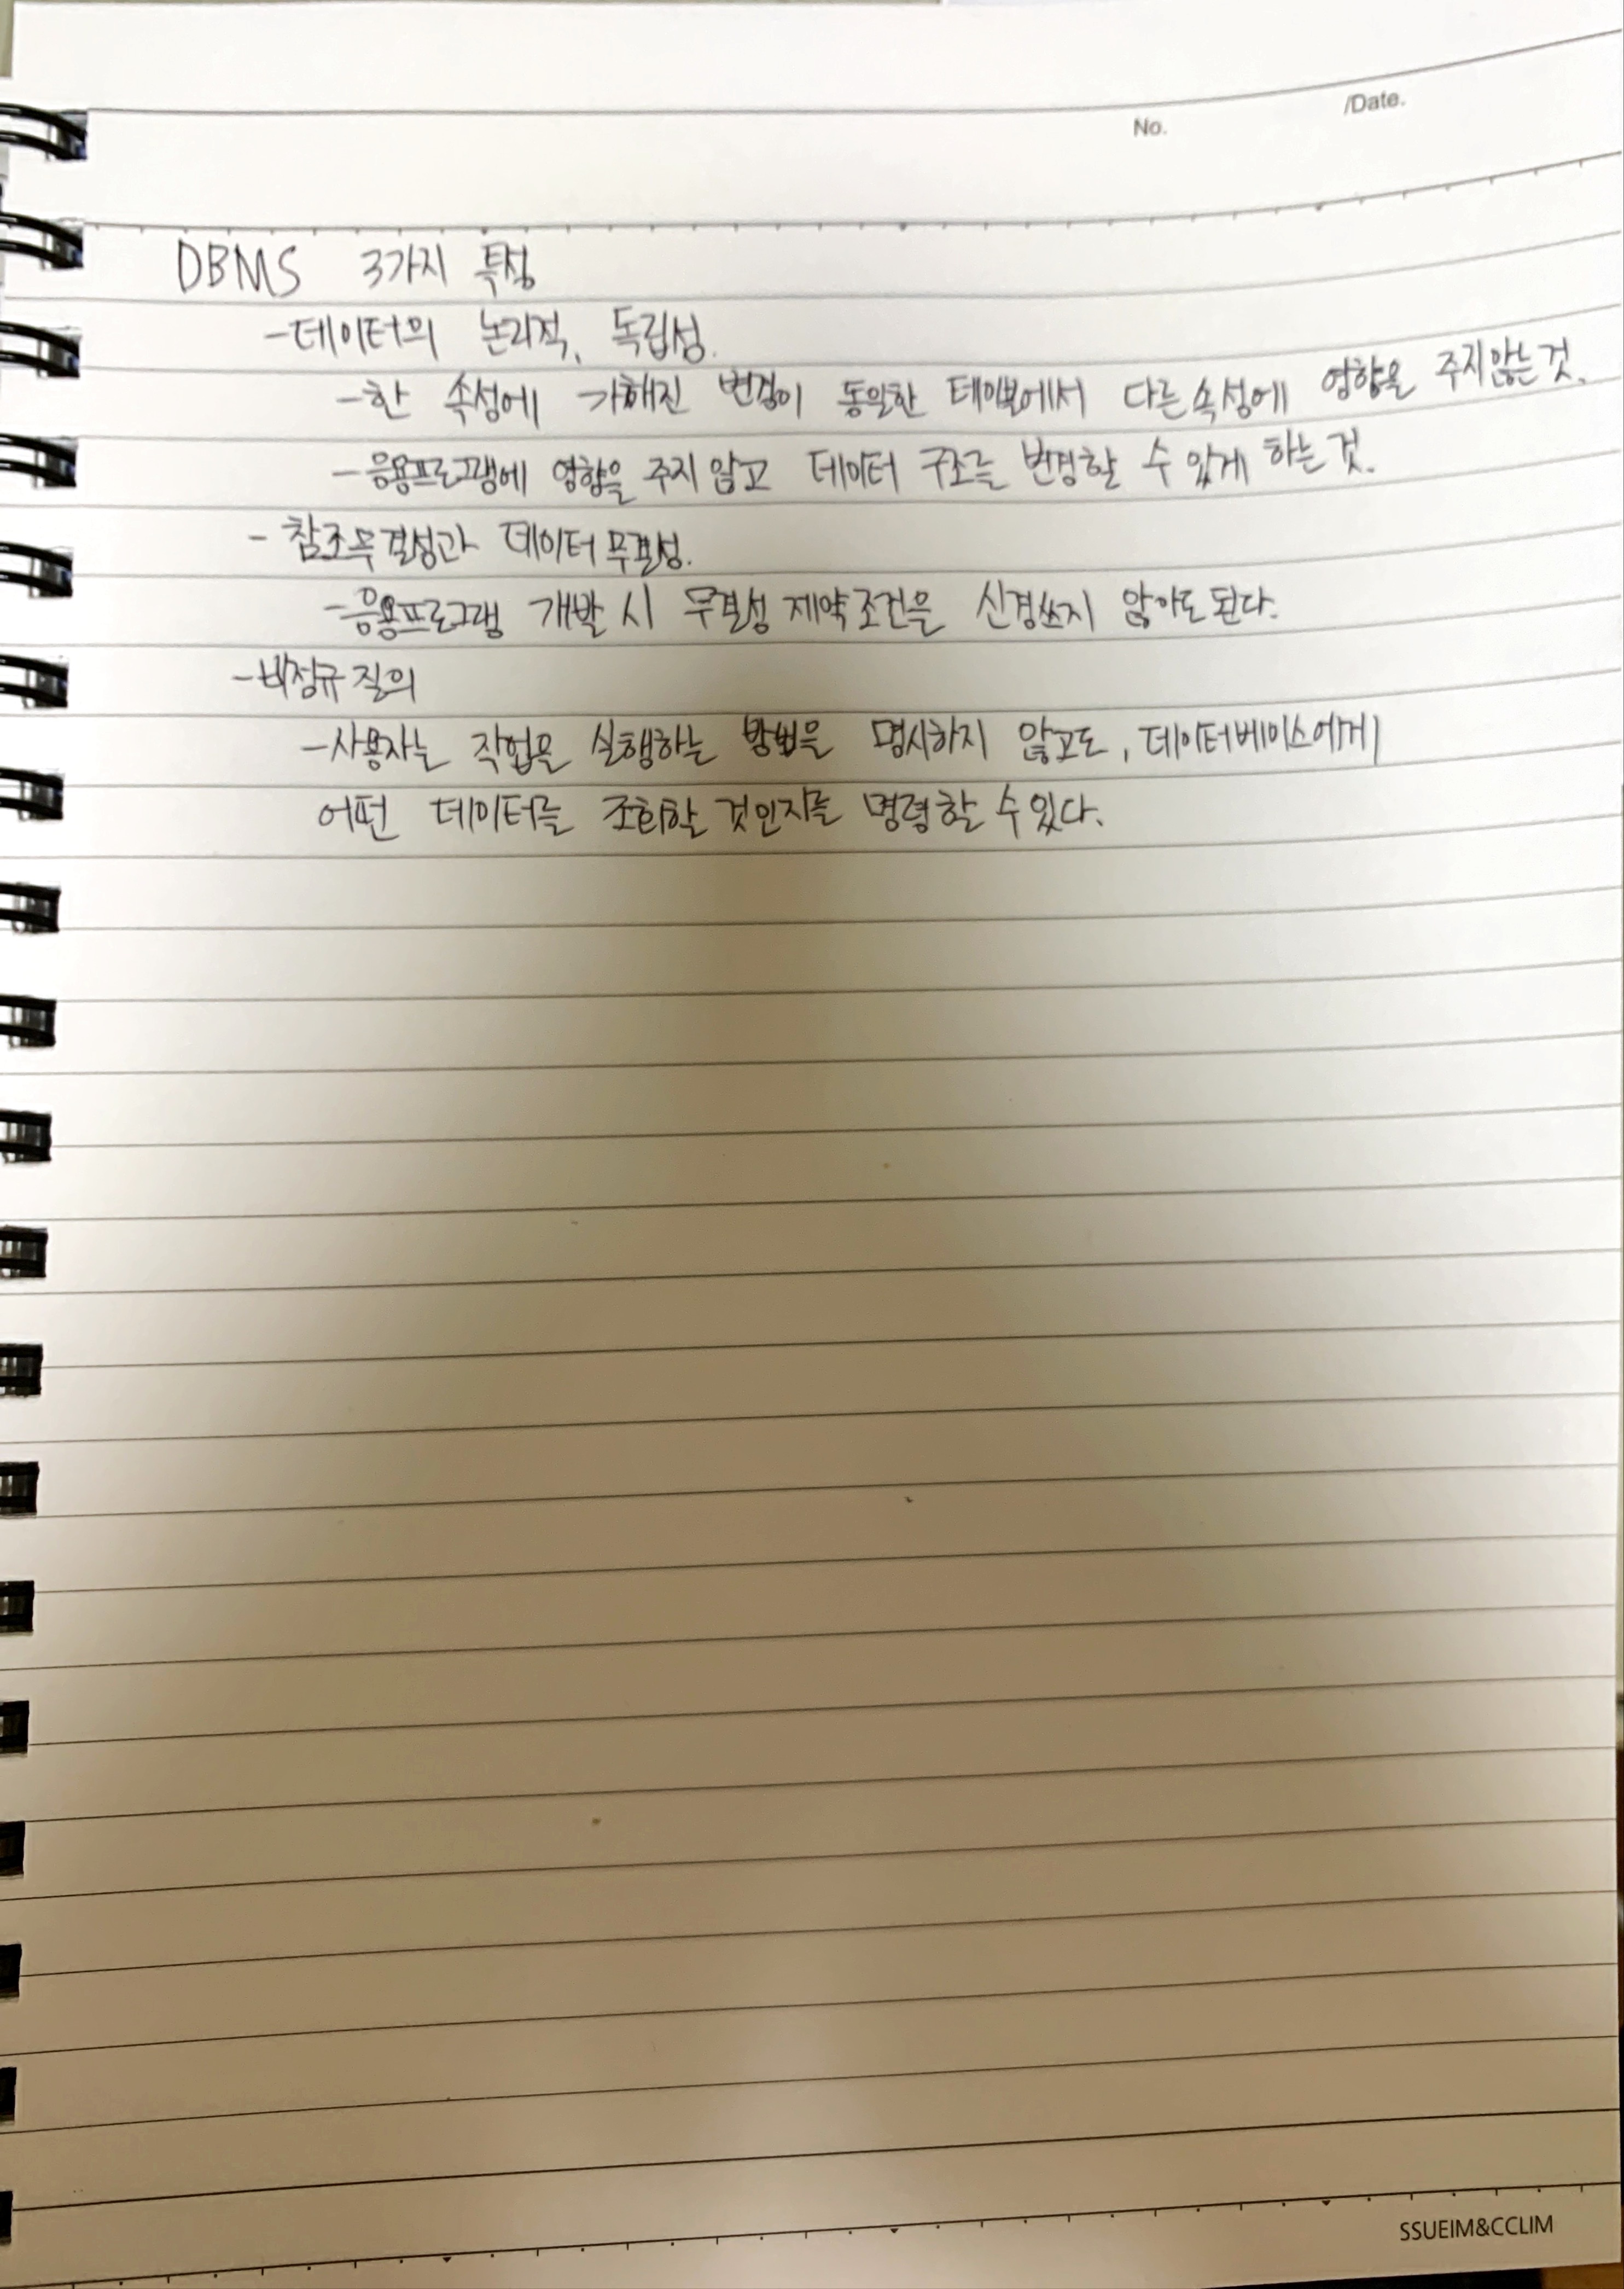 No.
/Date.
DBMS 3가지 특징
-데이터의 논리적, 독립성.
-한 속성에 가해진 변경이 동일한 테이블에서 다른속성에 영향을 주지않는것.
-응용프로그램에 영향을 주지 않고 데이터 구조를 변경할 수 있게 하는것.
- 참조무결성과 데이터 무결성.
-응용프로그램 개발 시 무결성 제약조건을 신경쓰지 않아도된다.
-비정규 질의
-사용자는 작업을 실행하는 방법을 명시하지 않고도, 데이터베이스에게
어떤 데이터를 조회할 것인지를 명령할 수 있다.
SSUEIM&CCLIM